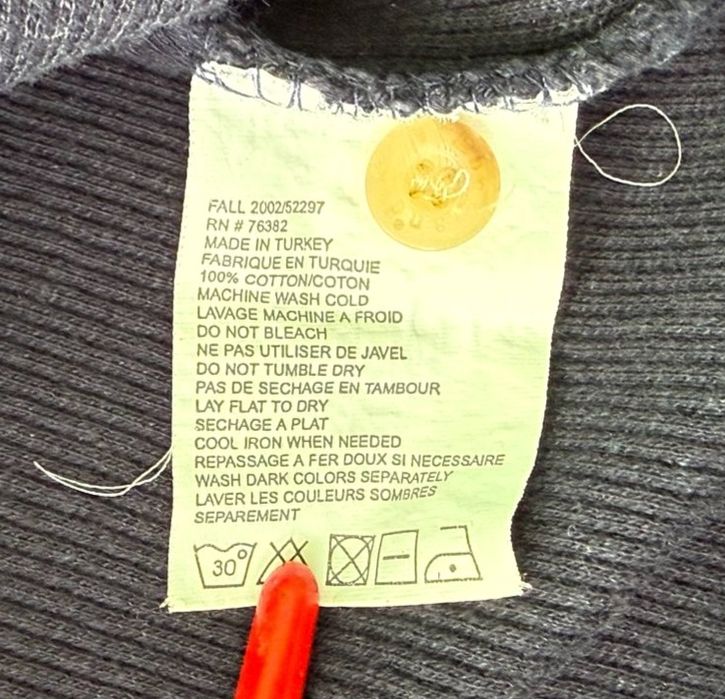 FALL 2002/52297
RN # 76382
MADE IN TURKEY
FABRIQUE EN TURQUIE
100% COTTON/COTON
MACHINE WASH COLD
LAVAGE MACHINE A FROID
DO NOT BLEACH
NE PAS UTILISER DE JAVEL
DO NOT TUMBLE DRY
PAS DE SECHAGE EN TAMBOUR
LAY FLAT TO DRY
SECHAGE A PLAT
COOL IRON WHEN NEEDED
REPASSAGE A FER DOUX SI NECESSAIRE
WASH DARK COLORS SEPARATELY
LAVER LES COULEURS SOMBRES
SEPAREMENT
30°